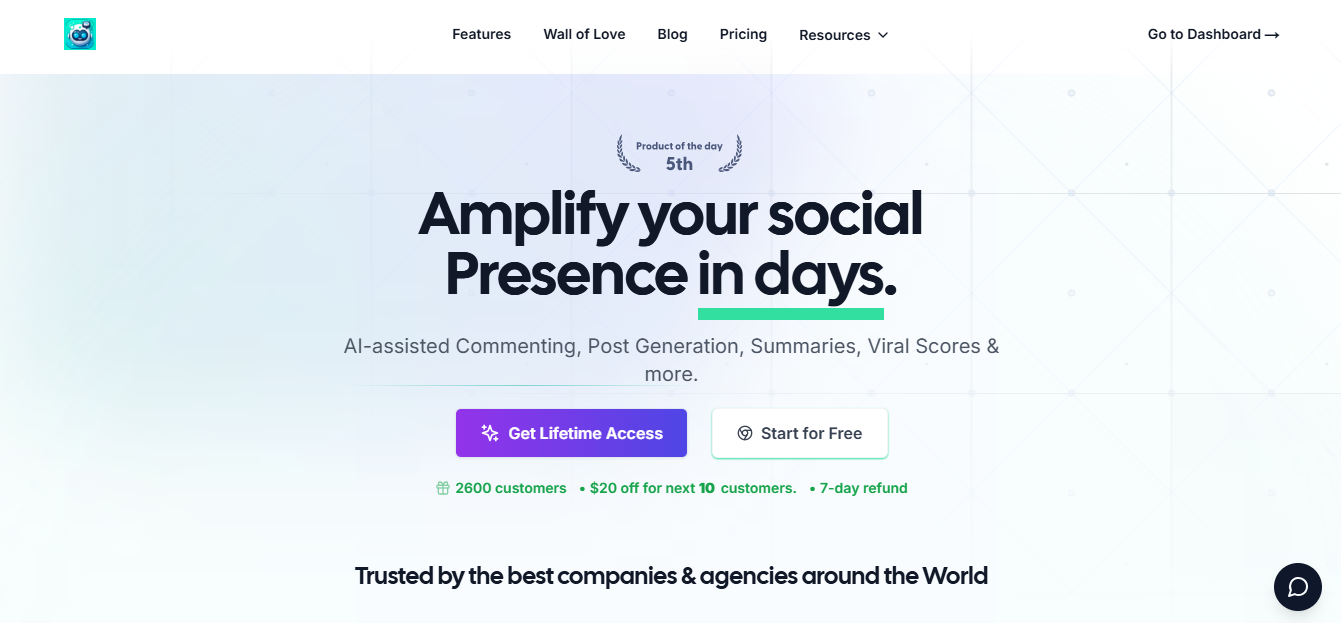 Features
Wall of Love
Blog
Pricing
Resources
Go to Dashboard →
Product of the day
5th
Amplify your social
Presence in days.
AI-assisted Commenting, Post Generation, Summaries, Viral Scores &
more.
Get Lifetime Access
Start for Free
2600 customers • $20 off for next 10 customers. • 7-day refund
Trusted by the best companies & agencies around the World